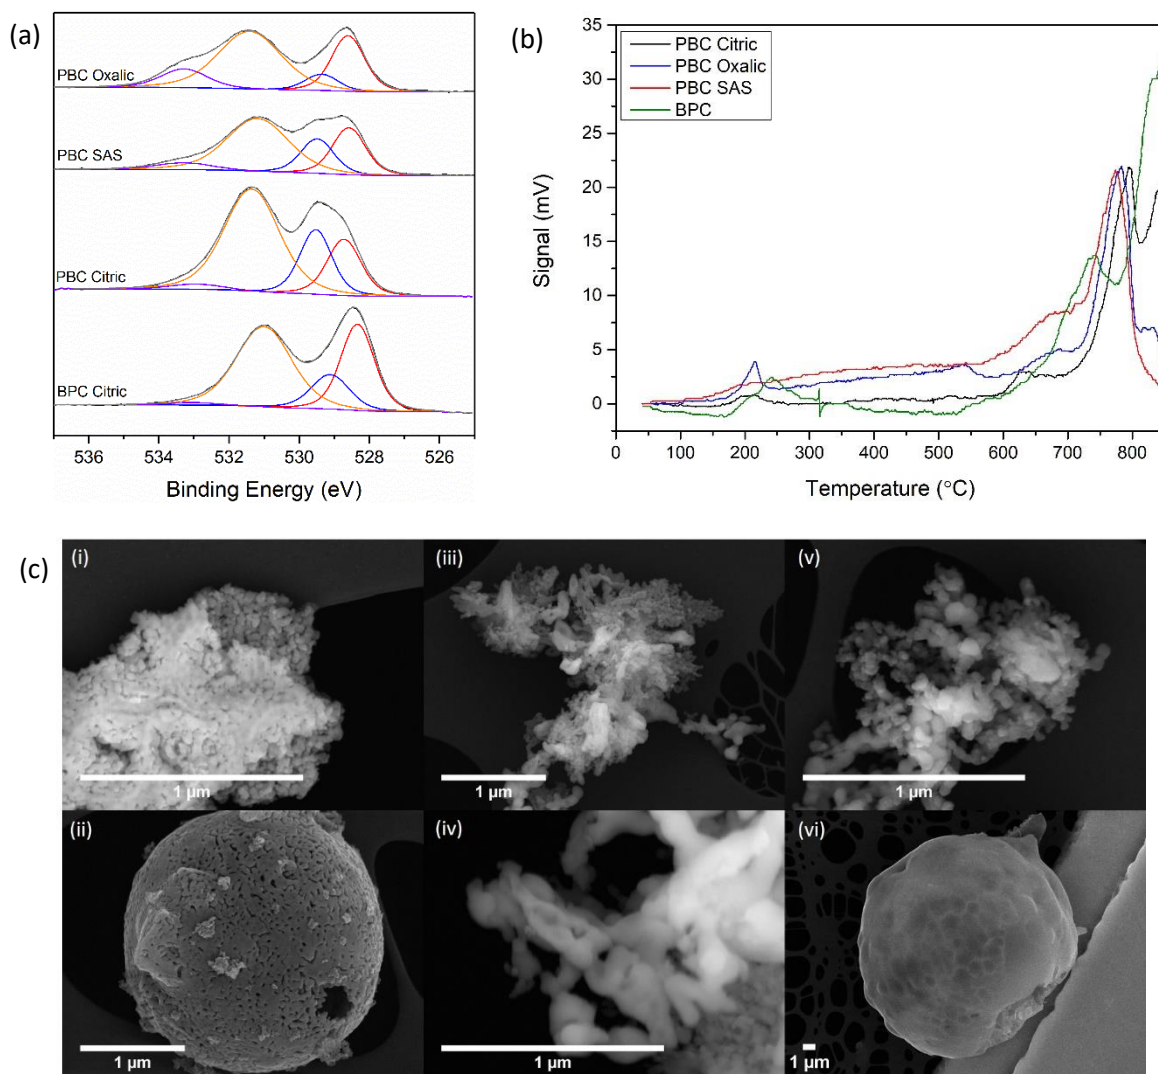 (a)
PBC Oxalic
PBC SAS
PBC Citric
BPC Citric
536 534 532 530 528 526
Binding Energy (eV)
(b)
PBC Citric
PBC Oxalic
PBC SAS
BPC
35
30
25
20
15
10
5
0
Signal (mV)
0 100 200 300 400 500 600 700 800
Temperature (°C)
(c)
(i)
1 µm
(iii)
1 µm
(v)
1 µm
(ii)
1 µm
(iv)
1 µm
(vi)
1 µm